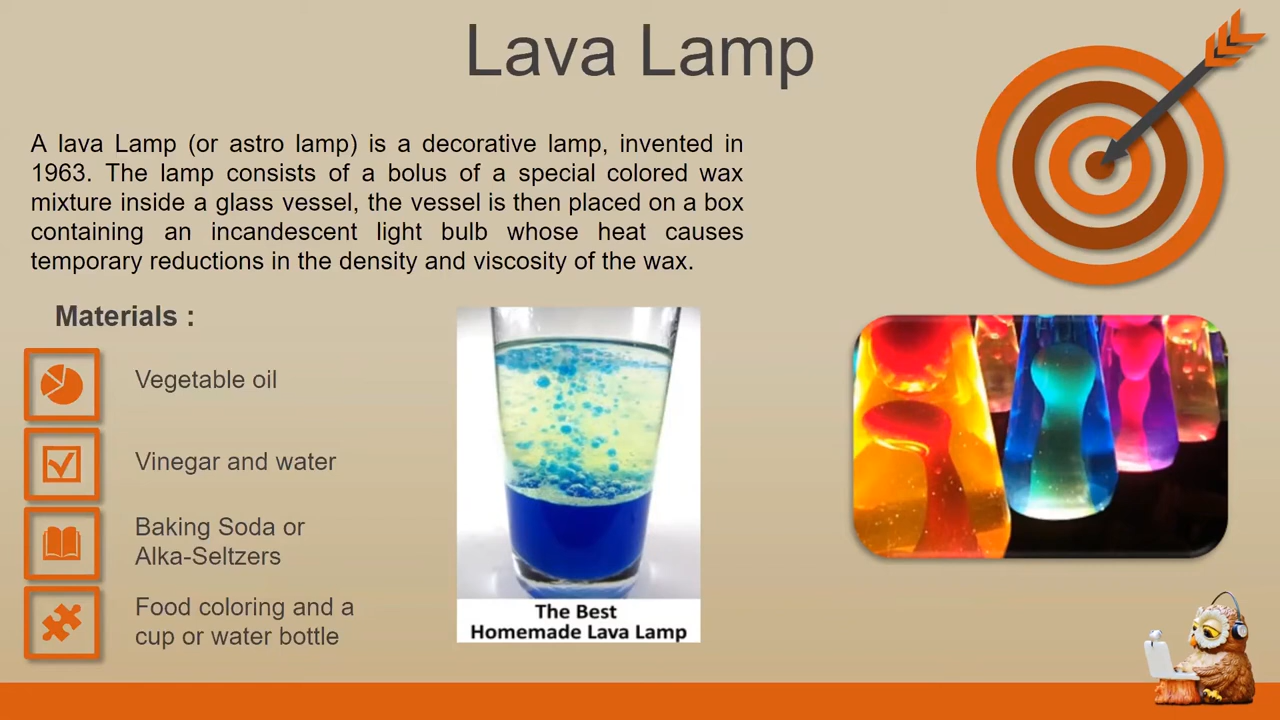 Lava Lamp
A lava Lamp (or astro lamp) is a decorative lamp, invented in
1963. The lamp consists of a bolus of a special colored wax
mixture inside a glass vessel, the vessel is then placed on a box
containing an incandescent light bulb whose heat causes
temporary reductions in the density and viscosity of the wax.
Materials :
Vegetable oil
Vinegar and water
Baking Soda or
Alka-Seltzers
Food coloring and a
cup or water bottle
The Best
Homemade Lava Lamp